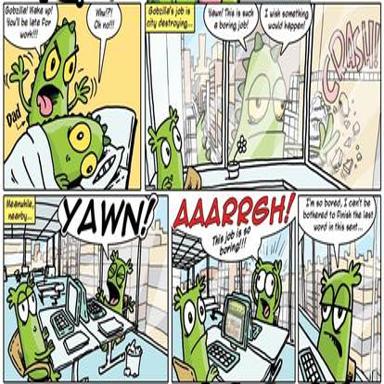 Gobzilla! Wake up!
You'll be late for
work!!!
Wow!?!
Oh no!!!
Dad
Gobzilla's job is
city destroying...
Yawn! This is such
a boring job!
I wish something
would happen!
CRASH!!
Meanwhile,
nearby...
YAWN!
AAARRGH!
This job is so
boring!!!
I'm so bored, I can't be
bothered to finish the last
word in this sent...